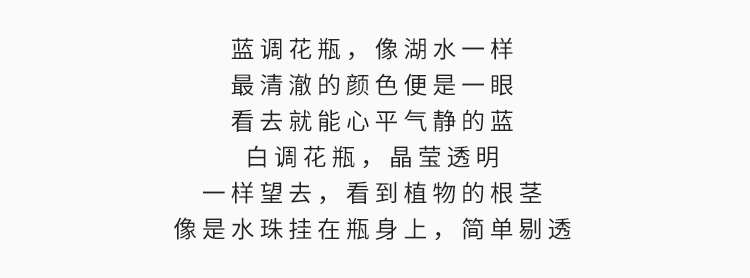 蓝调花瓶，像湖水一样
最清澈的颜色便是一眼
看去就能心平气静的蓝
白调花瓶，晶莹透明
一样望去，看到植物的根茎
像是水珠挂在瓶身上，简单剔透